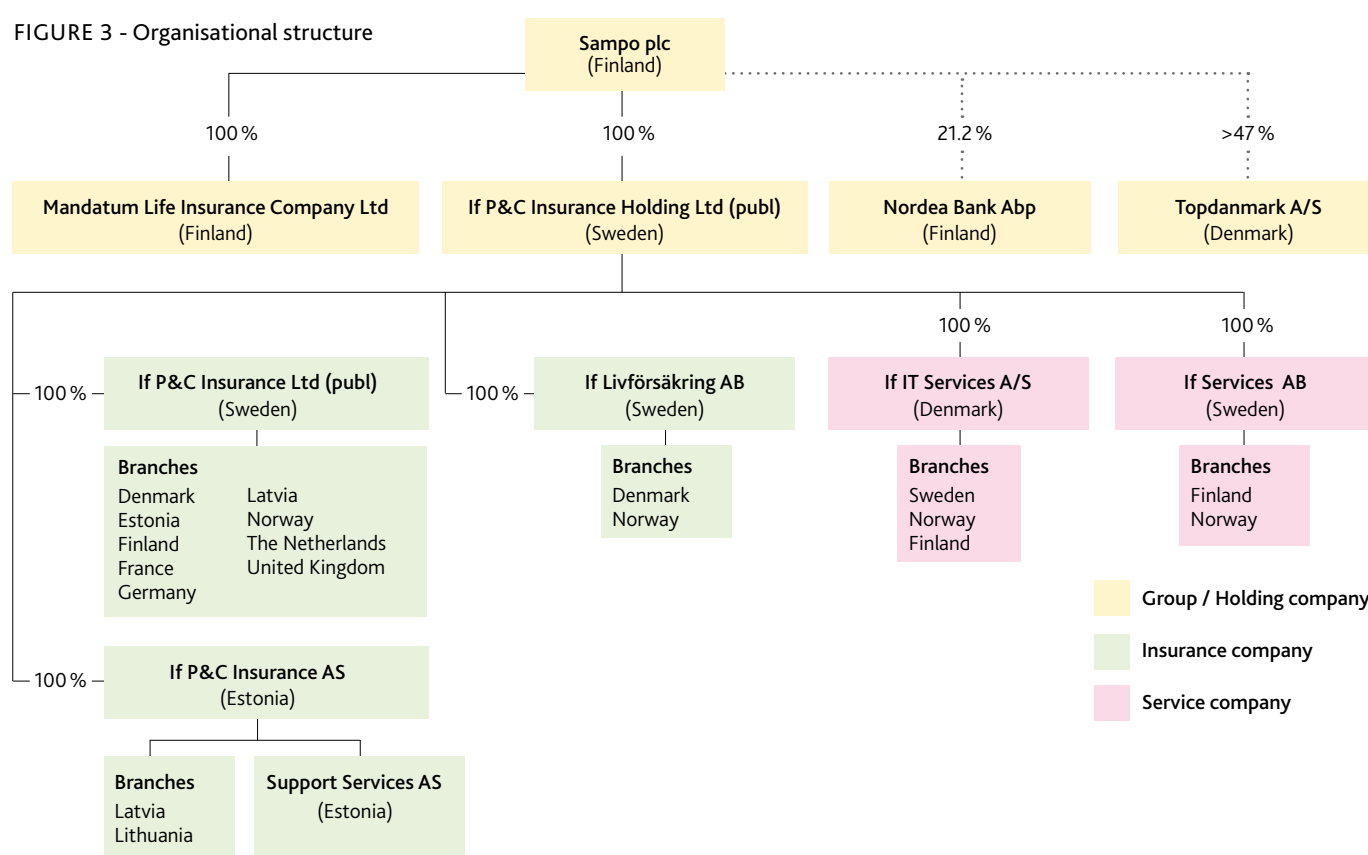 FIGURE 3 - Organisational structure
Sampo plc
(Finland)
100 %
100 %
21.2 %
>47 %
Mandatum Life Insurance Company Ltd
(Finland)
If P&C Insurance Holding Ltd (publ)
(Sweden)
Nordea Bank Abp
(Finland)
Topdanmark A/S
(Denmark)
100 %
100 %
100 %
If P&C Insurance Ltd (publ)
(Sweden)
100 %
If Livförsäkring AB
(Sweden)
If IT Services A/S
(Denmark)
If Services AB
(Sweden)
Branches
Denmark
Estonia
Finland
France
Germany
Latvia
Norway
The Netherlands
United Kingdom
Branches
Denmark
Norway
Branches
Sweden
Norway
Finland
Branches
Finland
Norway
Group / Holding company
Insurance company
Service company
100 %
If P&C Insurance AS
(Estonia)
Branches
Latvia
Lithuania
Support Services AS
(Estonia)